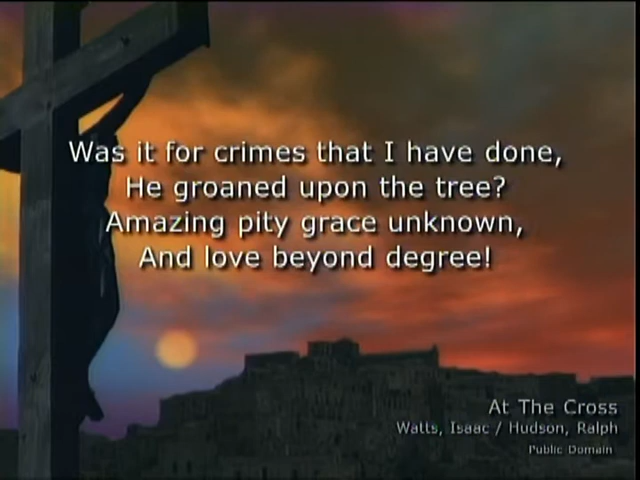 Was it for crimes that I have done,
He groaned upon the tree?
Amazing pity grace unknown,
And love beyond degree!
At The Cross
Watts, Isaac / Hudson, Ralph
Public Domain